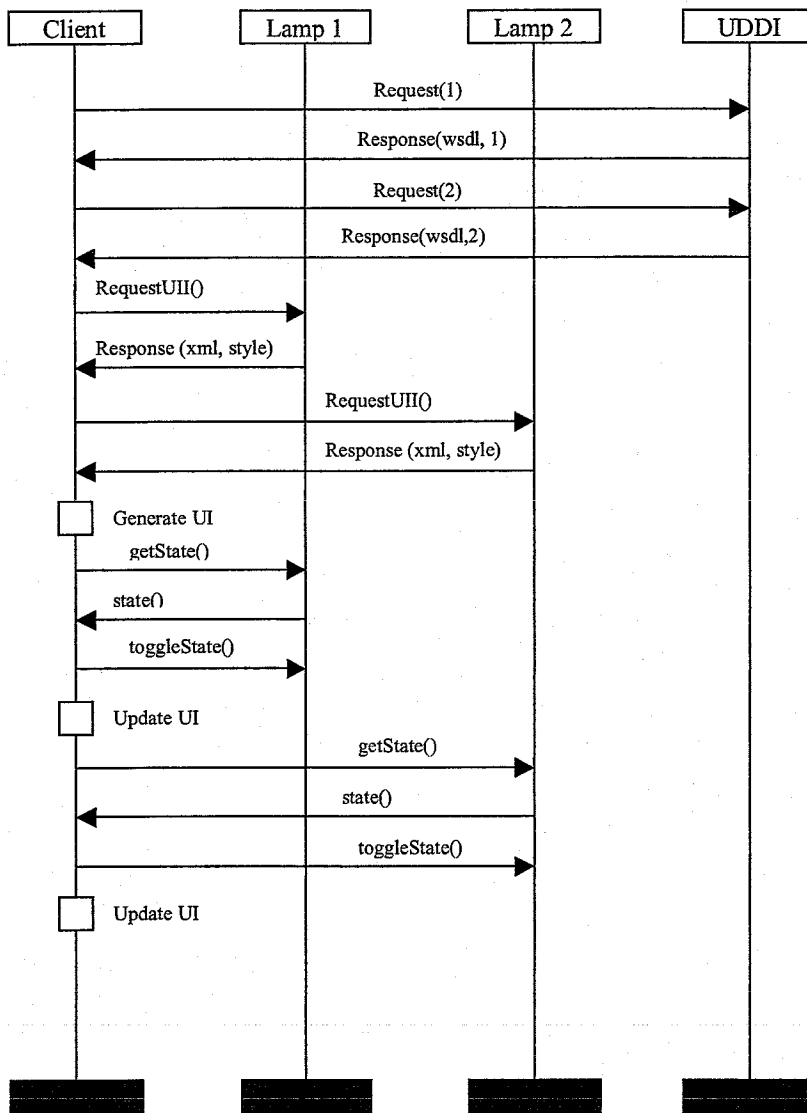 Client
Lamp 1
Lamp 2
UDDI
Request(1)
Response(wsdl, 1)
Request(2)
Response(wsdl,2)
RequestUII()
Response (xml, style)
RequestUII()
Response (xml, style)
Generate UI
getState()
state()
toggleState()
Update UI
getState()
state()
toggleState()
Update UI